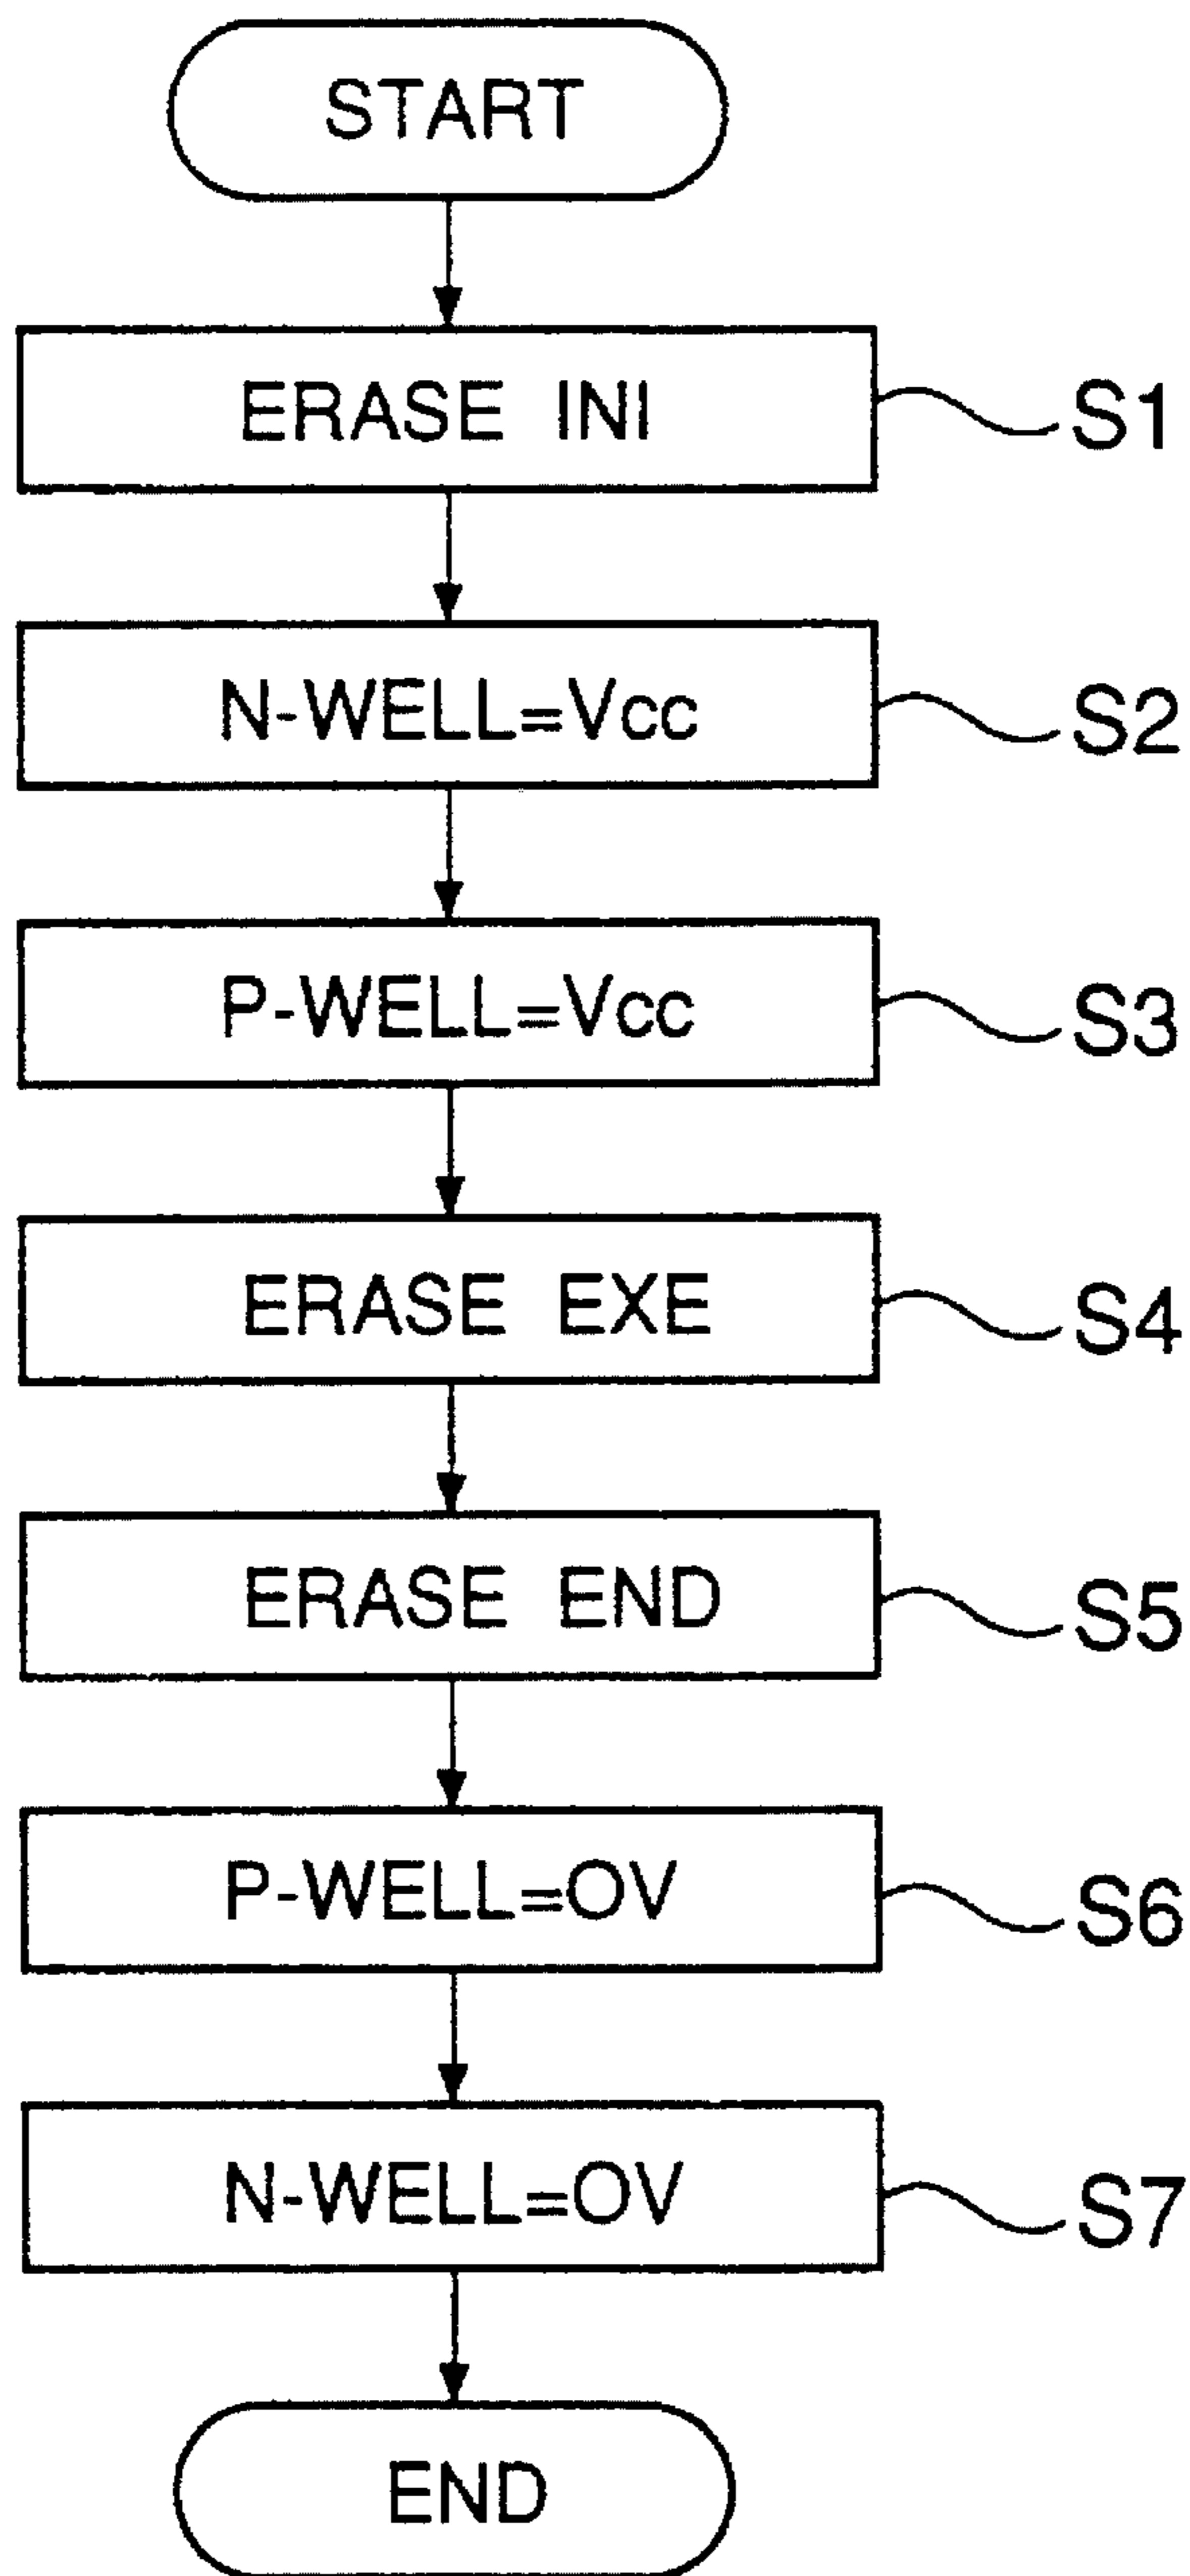 START
ERASE INI
S1
N-WELL=Vcc
S2
P-WELL=Vcc
S3
ERASE EXE
S4
ERASE END
S5
P-WELL=OV
S6
N-WELL=OV
S7
END